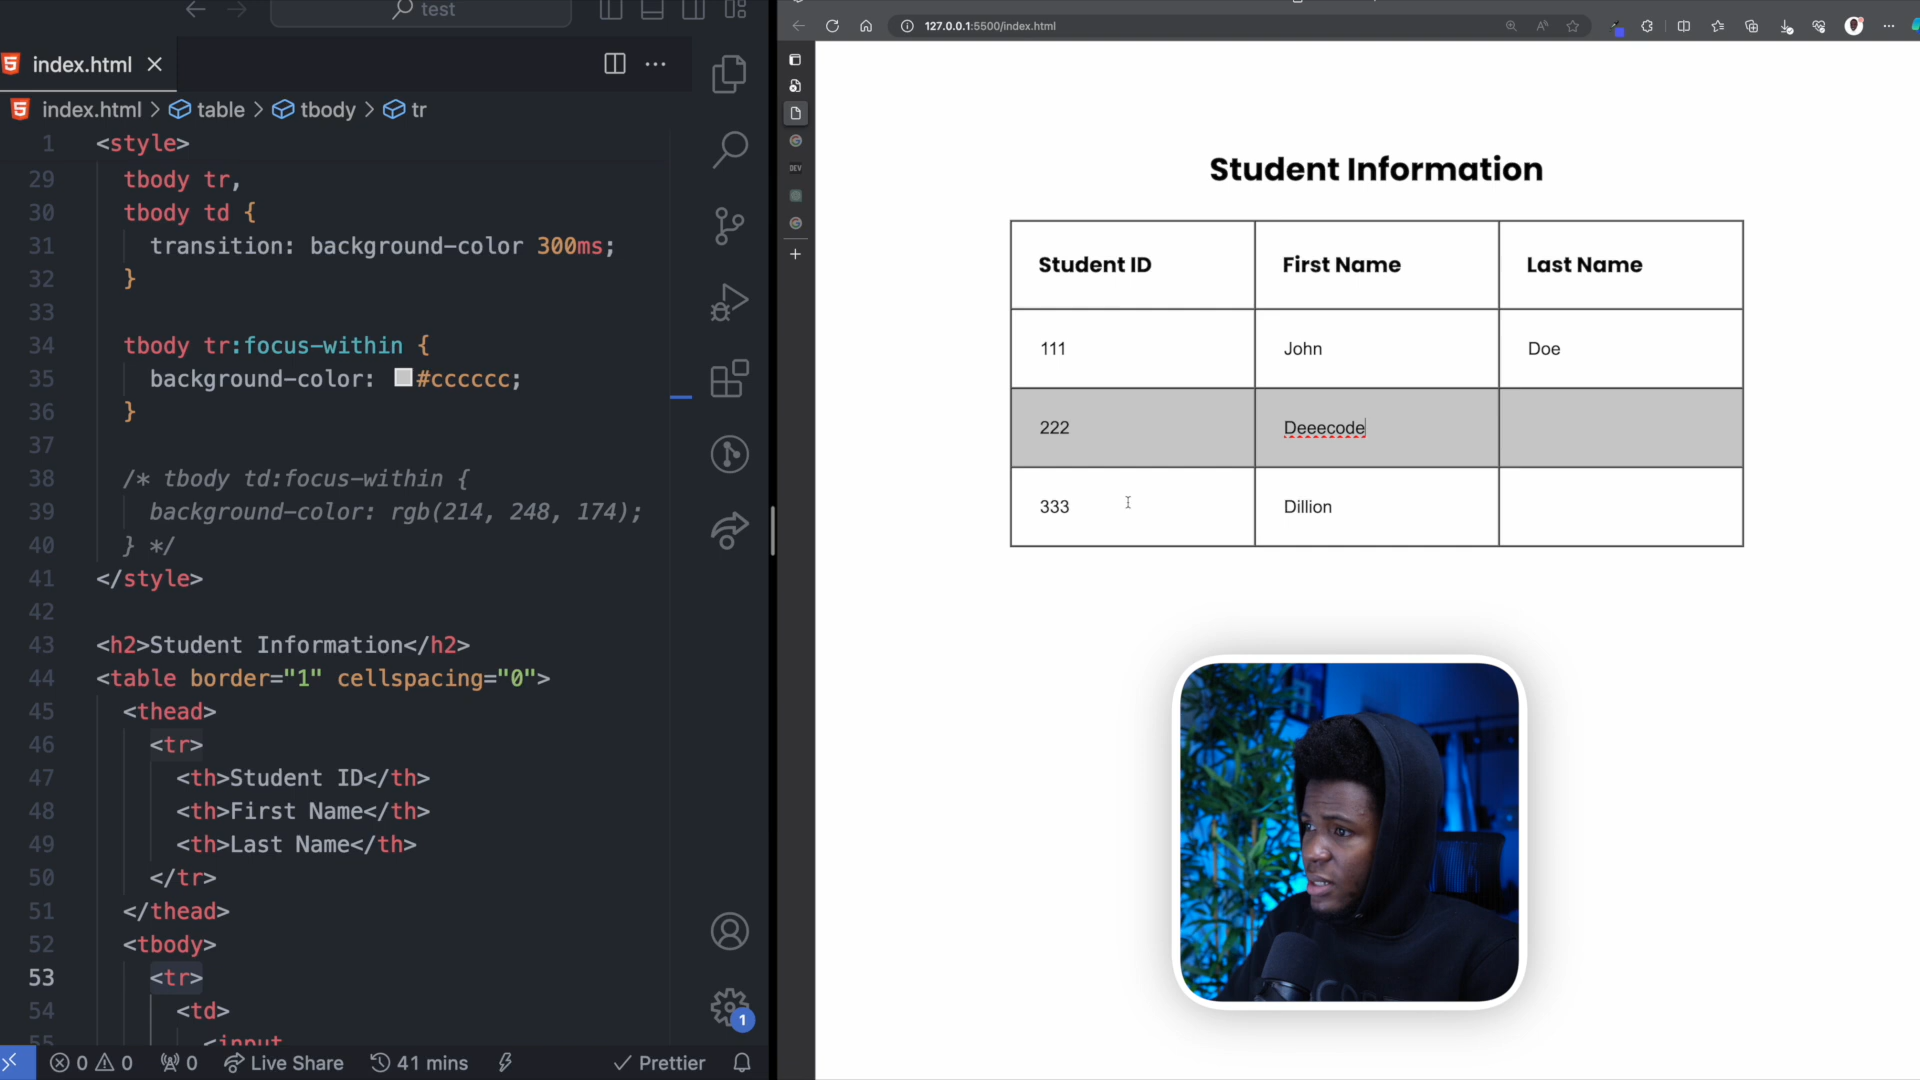 test
index.html
index.html > table > tbody > tr
1 <style>
29 tbody tr,
30 tbody td {
31 transition: background-color 300ms;
32 }
33
34 tbody tr:focus-within {
35 background-color: #cccccc;
36 }
37
38 /* tbody td:focus-within {
39 background-color: rgb(214, 248, 174);
40 } */
41 </style>
42
43 <h2>Student Information</h2>
44 <table border="1" cellspacing="0">
45 <thead>
46 <tr>
47 <th>Student ID</th>
48 <th>First Name</th>
49 <th>Last Name</th>
50 </tr>
51 </thead>
52 <tbody>
53 <tr>
54 <td>
55 <input
1
0 0 0 Live Share 41 mins Prettier
127.0.0.1:5500/index.html
DEV
Student Information
Student ID First Name Last Name
111 John Doe
222 Deeecode
333 Dillion